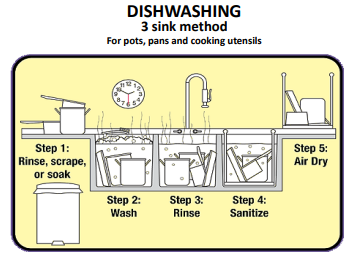 DISHWASHING
3 sink method
For pots, pans and cooking utensils
Step 1:
Rinse, scrape,
or soak
Step 2:
Wash
Step 3:
Rinse
Step 4:
Sanitize
Step 5:
Air Dry